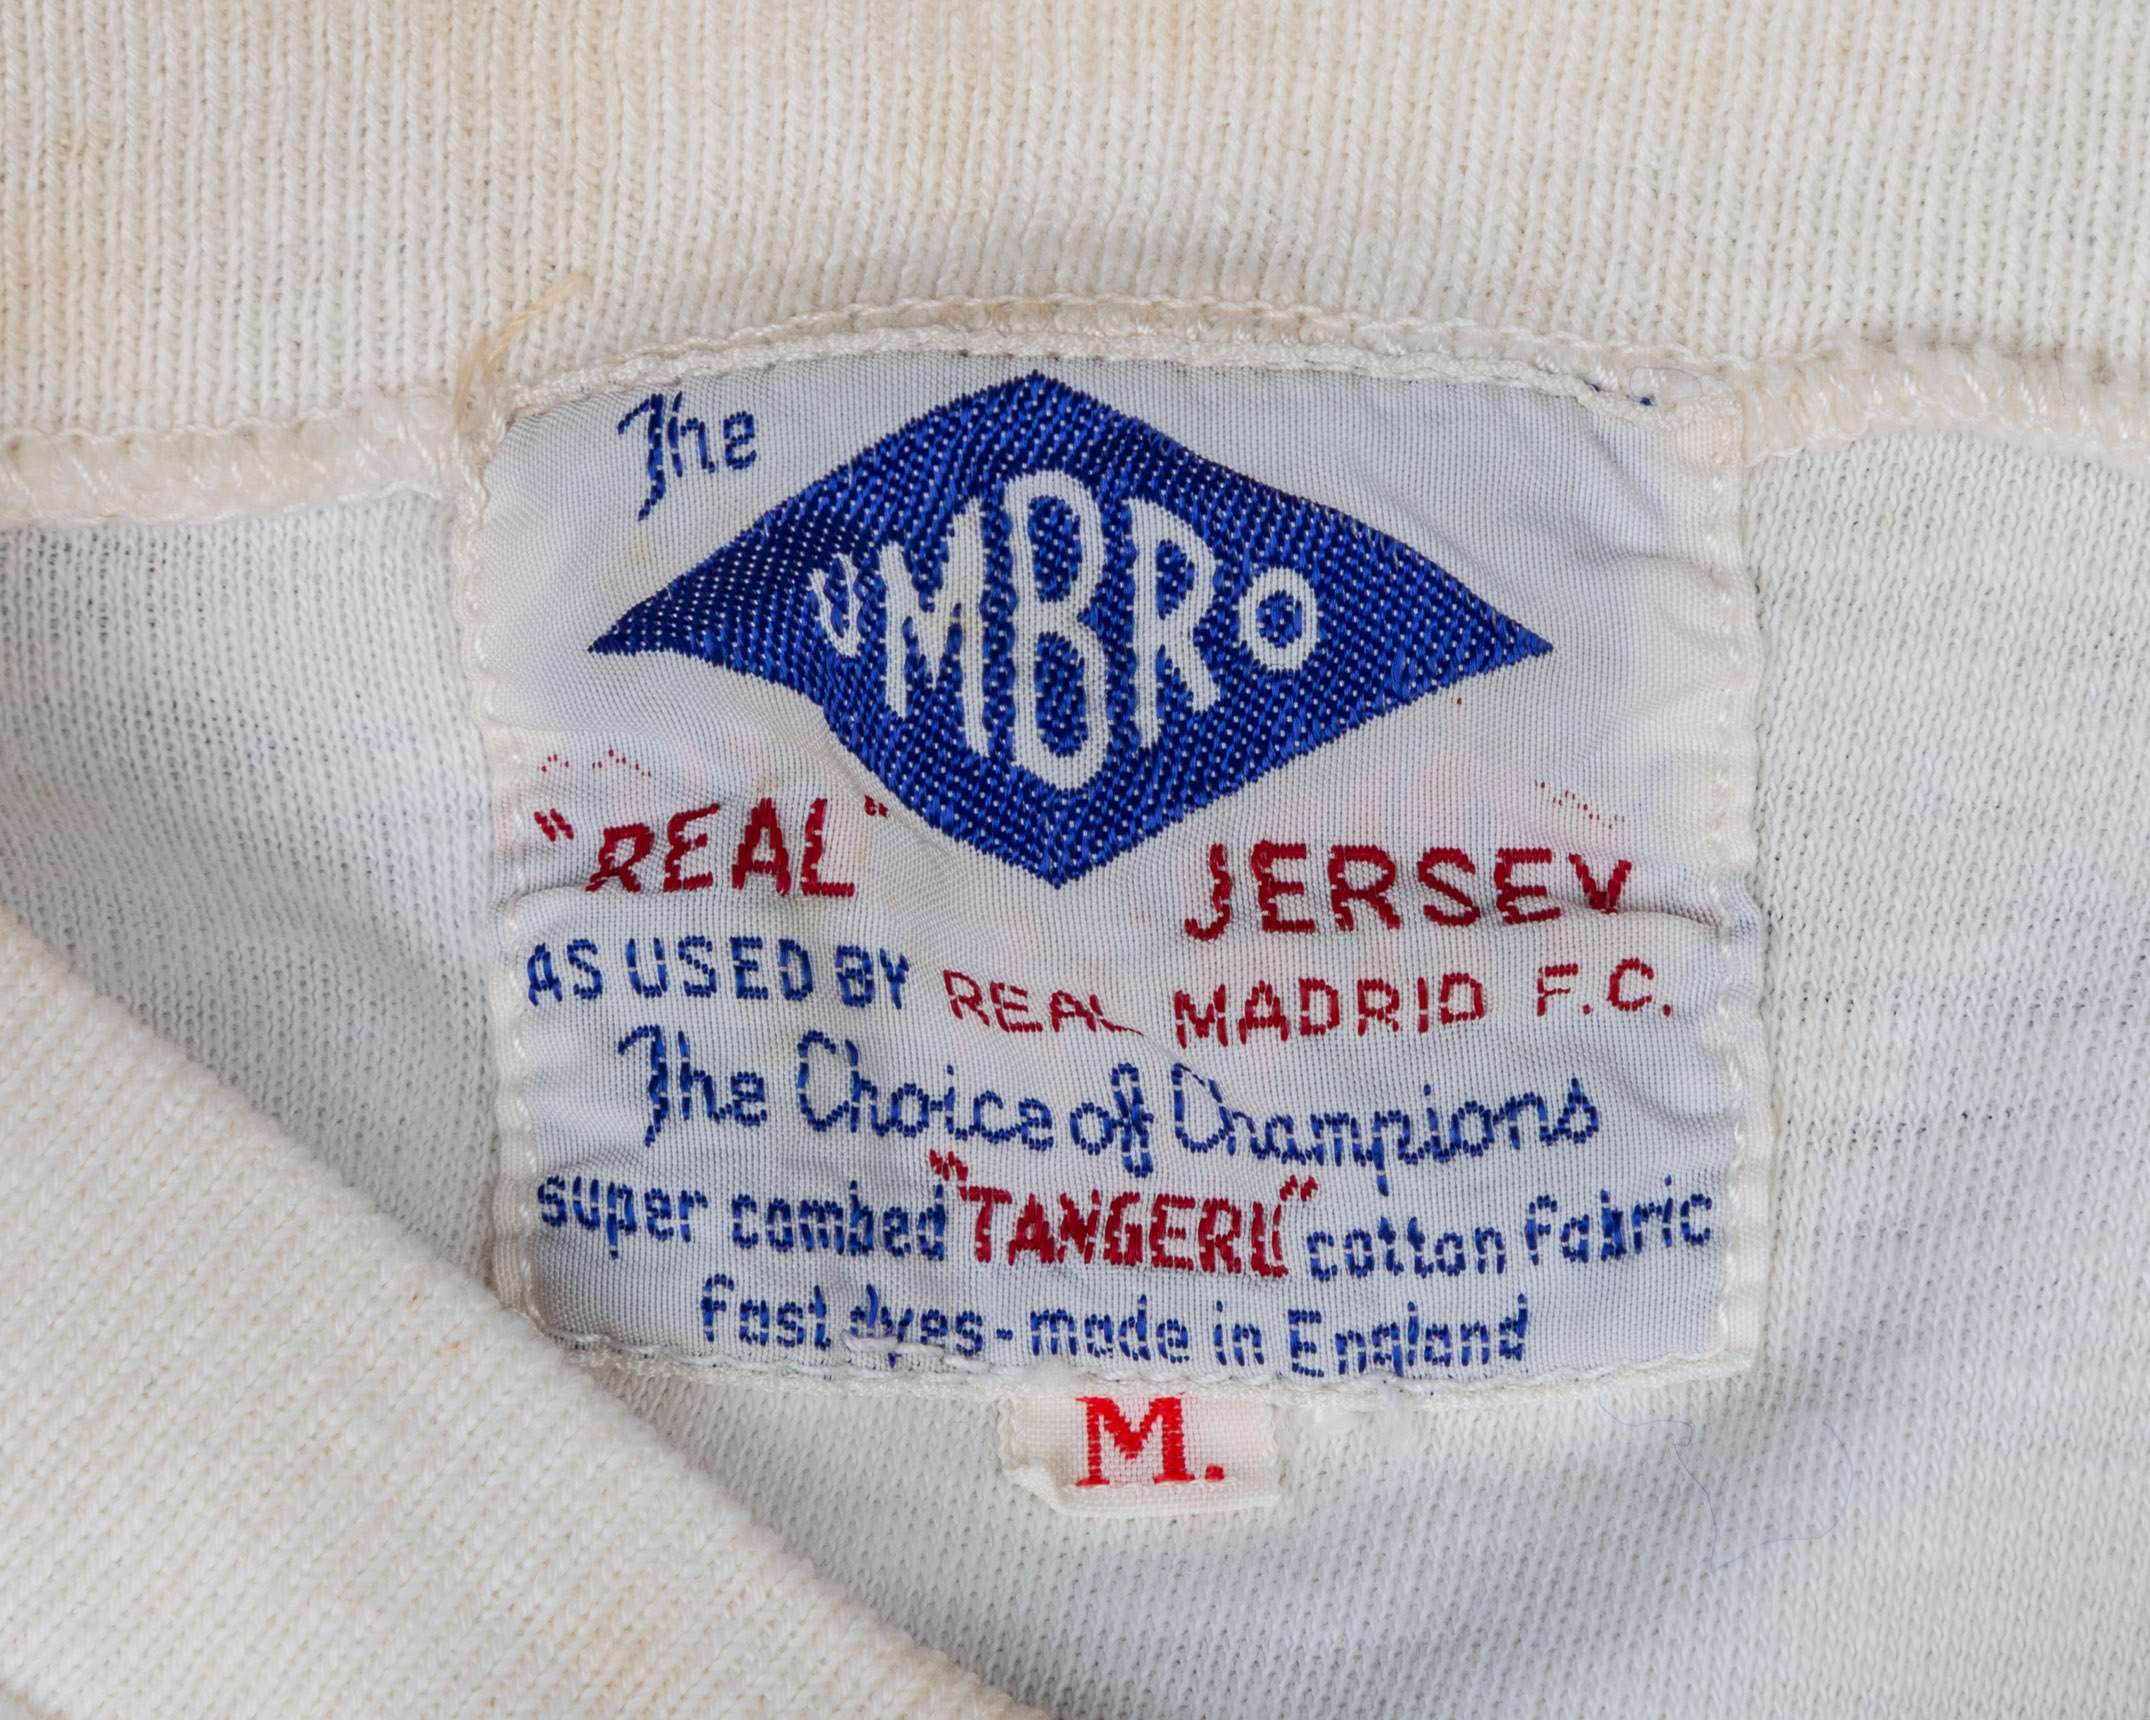 The
UMBRO
"REAL" JERSEY
AS USED BY REAL MADRID F.C.
The Choice of Champions
super combed "TANGERU" cotton fabric
fast dyes-made in England
M.